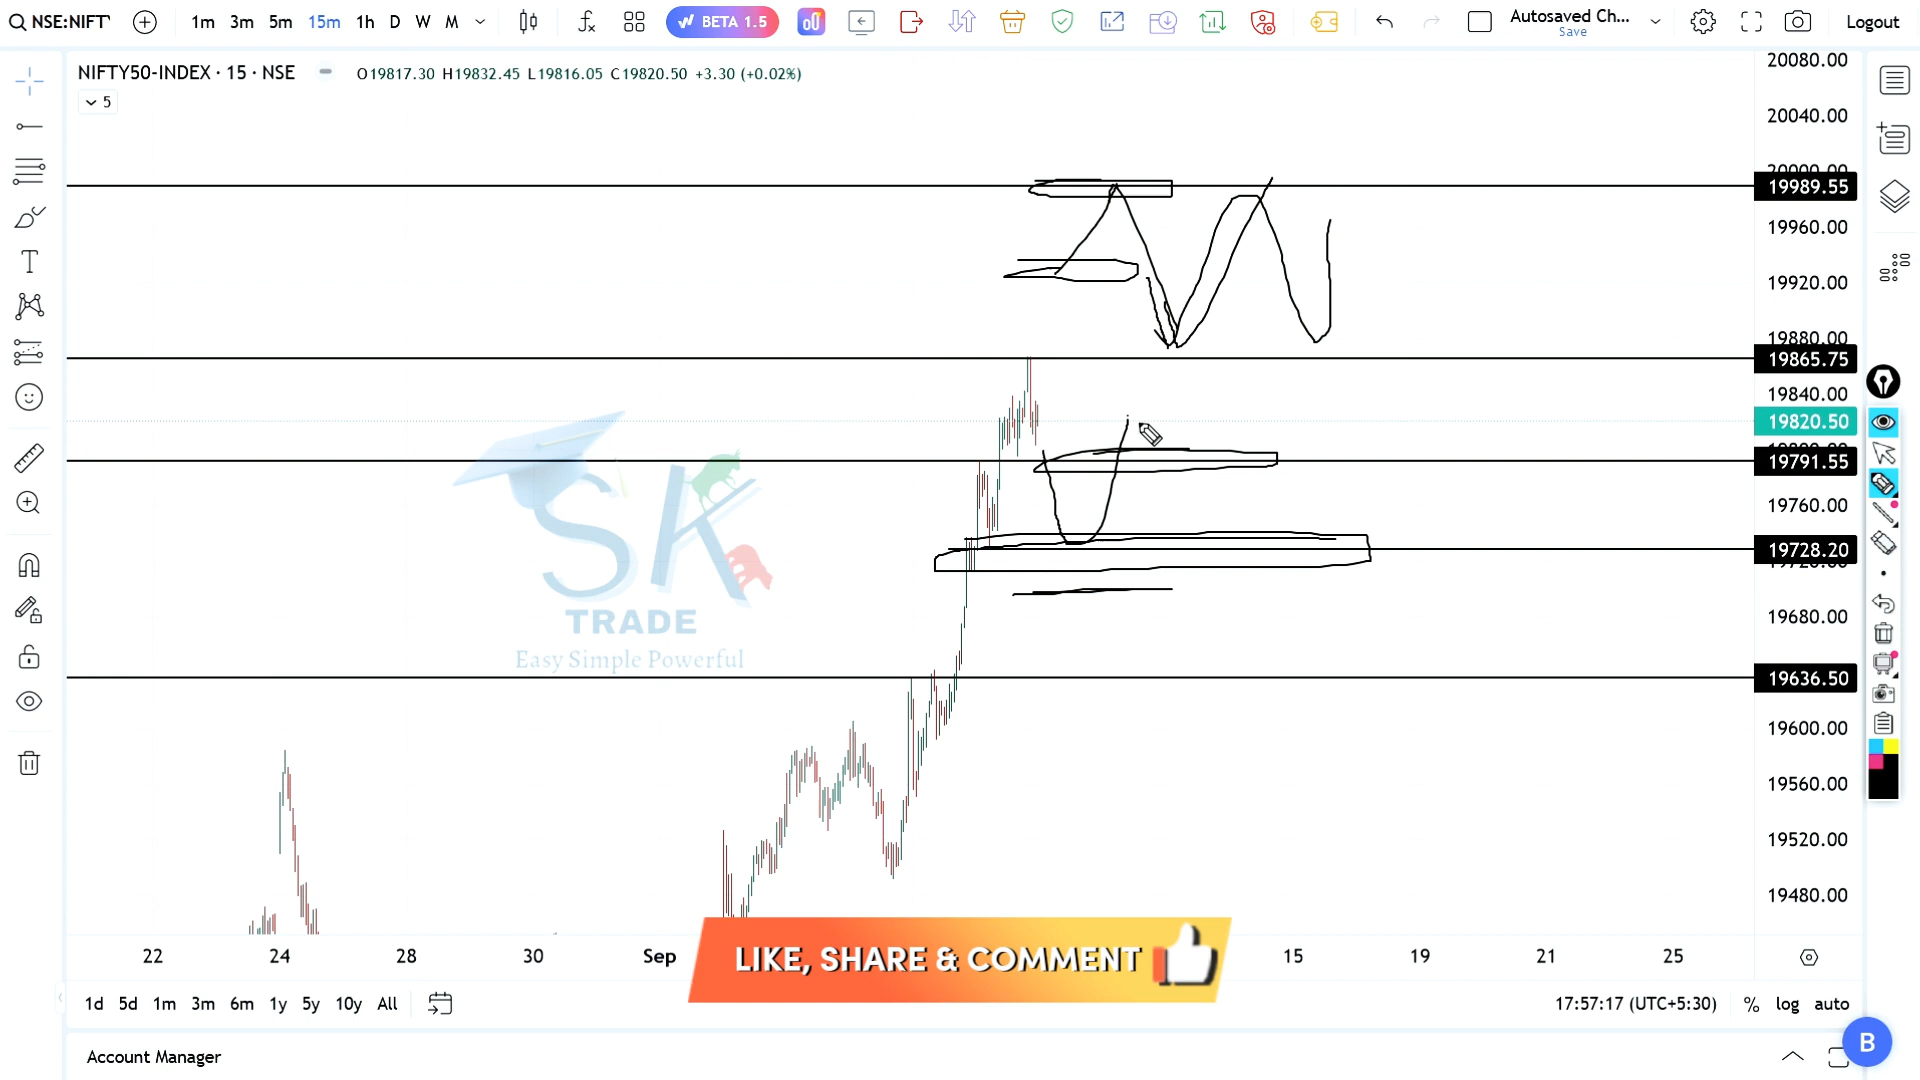 NSE:NIFT
1m 3m 5m 15m 1h D W M
BETA 1.5
Autosaved Ch...
Save
Logout
NIFTY50-INDEX · 15 · NSE
O19817.30 H19832.45 L19816.05 C19820.50 +3.30 (+0.02%)
5
20080.00
20040.00
20000.00
19989.55
19960.00
19920.00
19880.00
19865.75
19840.00
19820.50
19791.55
19760.00
19728.20
19720.00
19680.00
19636.50
19600.00
19560.00
19520.00
19480.00
SK
TRADE
Easy Simple Powerful
LIKE, SHARE & COMMENT
22 24 28 30 Sep 15 19 21 25
1d 5d 1m 3m 6m 1y 5y 10y All
17:57:17 (UTC+5:30) % log auto
Account Manager
B